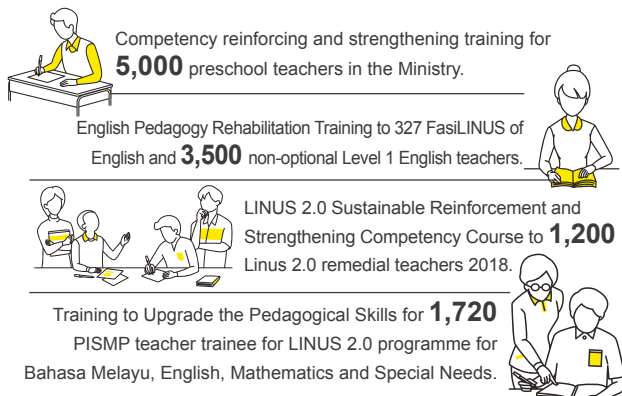 Competency reinforcing and strengthening training for
5,000 preschool teachers in the Ministry.
English Pedagogy Rehabilitation Training to 327 FasiLINUS of
English and 3,500 non-optional Level 1 English teachers.
LINUS 2.0 Sustainable Reinforcement and
Strengthening Competency Course to 1,200
Linus 2.0 remedial teachers 2018.
Training to Upgrade the Pedagogical Skills for 1,720
PISMP teacher trainee for LINUS 2.0 programme for
Bahasa Melayu, English, Mathematics and Special Needs.